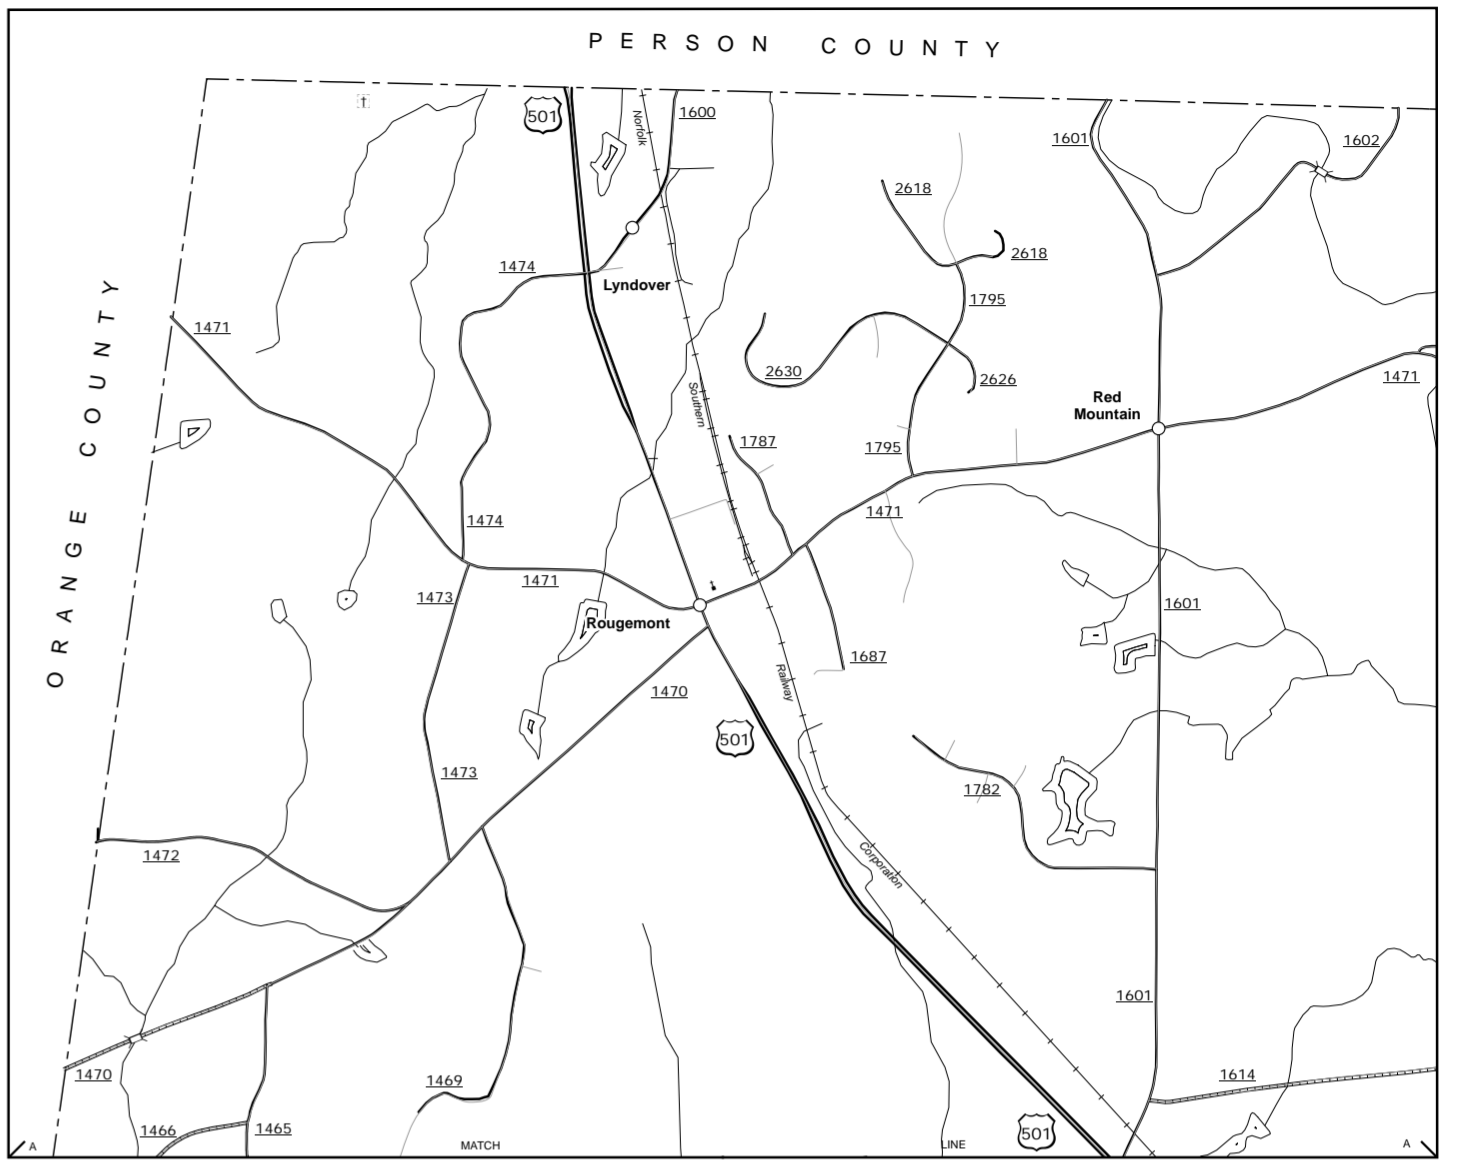 PERSON COUNTY
501
Norfolk
1600
1601
1602
2618
2618
1474
Lyndover
1795
1471
ORANGE COUNTY
2630
2626
1471
Southern
Red
Mountain
1787
1795
1474
1471
1471
1473
1601
Rougemont
1687
1470
Railway
501
1473
1782
1472
Corporation
1601
1470
1469
1614
1466
1465
501
A
MATCH
LINE
A